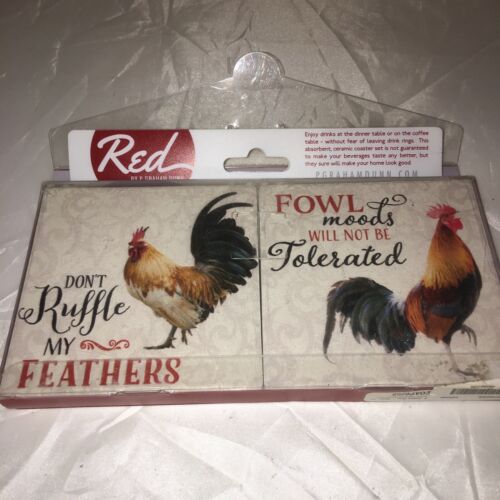 Red
BY P. GRAHAM DUNN
Enjoy drinks at the dinner table or on the coffee
table - without fear of leaving drink rings. This
absorbent, ceramic coaster set is not guaranteed
to make your beverages taste any better, but
they sure will make your home look good.
PGRAHAMDUNN.COM
DON'T
Ruffle
MY
FEATHERS
FOWL
moods
WILL NOT BE
Tolerated